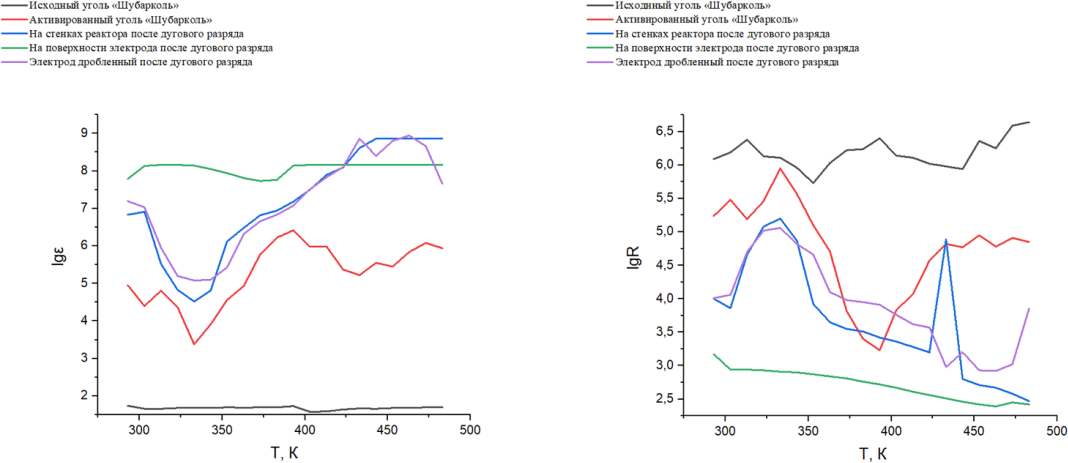 Исходный уголь «Шубарколь»
Активированный уголь «Шубарколь»
На стенках реактора после дугового разряда
На поверхности электрода после дугового разряда
Электрод дробленный после дугового разряда
lgε
9
8
7
6
5
4
3
2
300 350 400 450 500
T, K
Исходиный уголь «Шубарколь»
Активированный уголь «Шубарколь»
На стенках реактора после дугового разряда
На поверхности электрода после дугового разряда
Электрод дробленный после дугового разряда
lgR
6,5
6,0
5,5
5,0
4,5
4,0
3,5
3,0
2,5
300 350 400 450 500
T, K